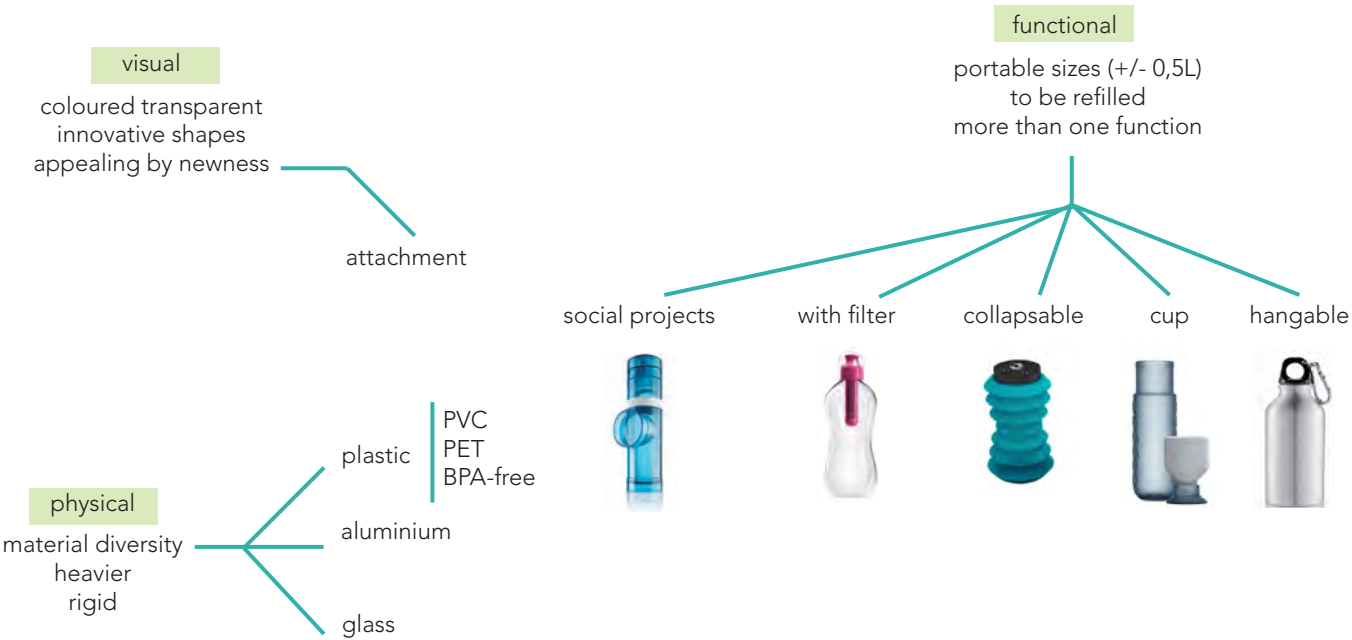 visual
coloured transparent
innovative shapes
appealing by newness
attachment
functional
portable sizes (+/- 0,5L)
to be refilled
more than one function
social projects
with filter
collapsable
cup
hangable
physical
material diversity
heavier
rigid
plastic
PVC
PET
BPA-free
aluminium
glass